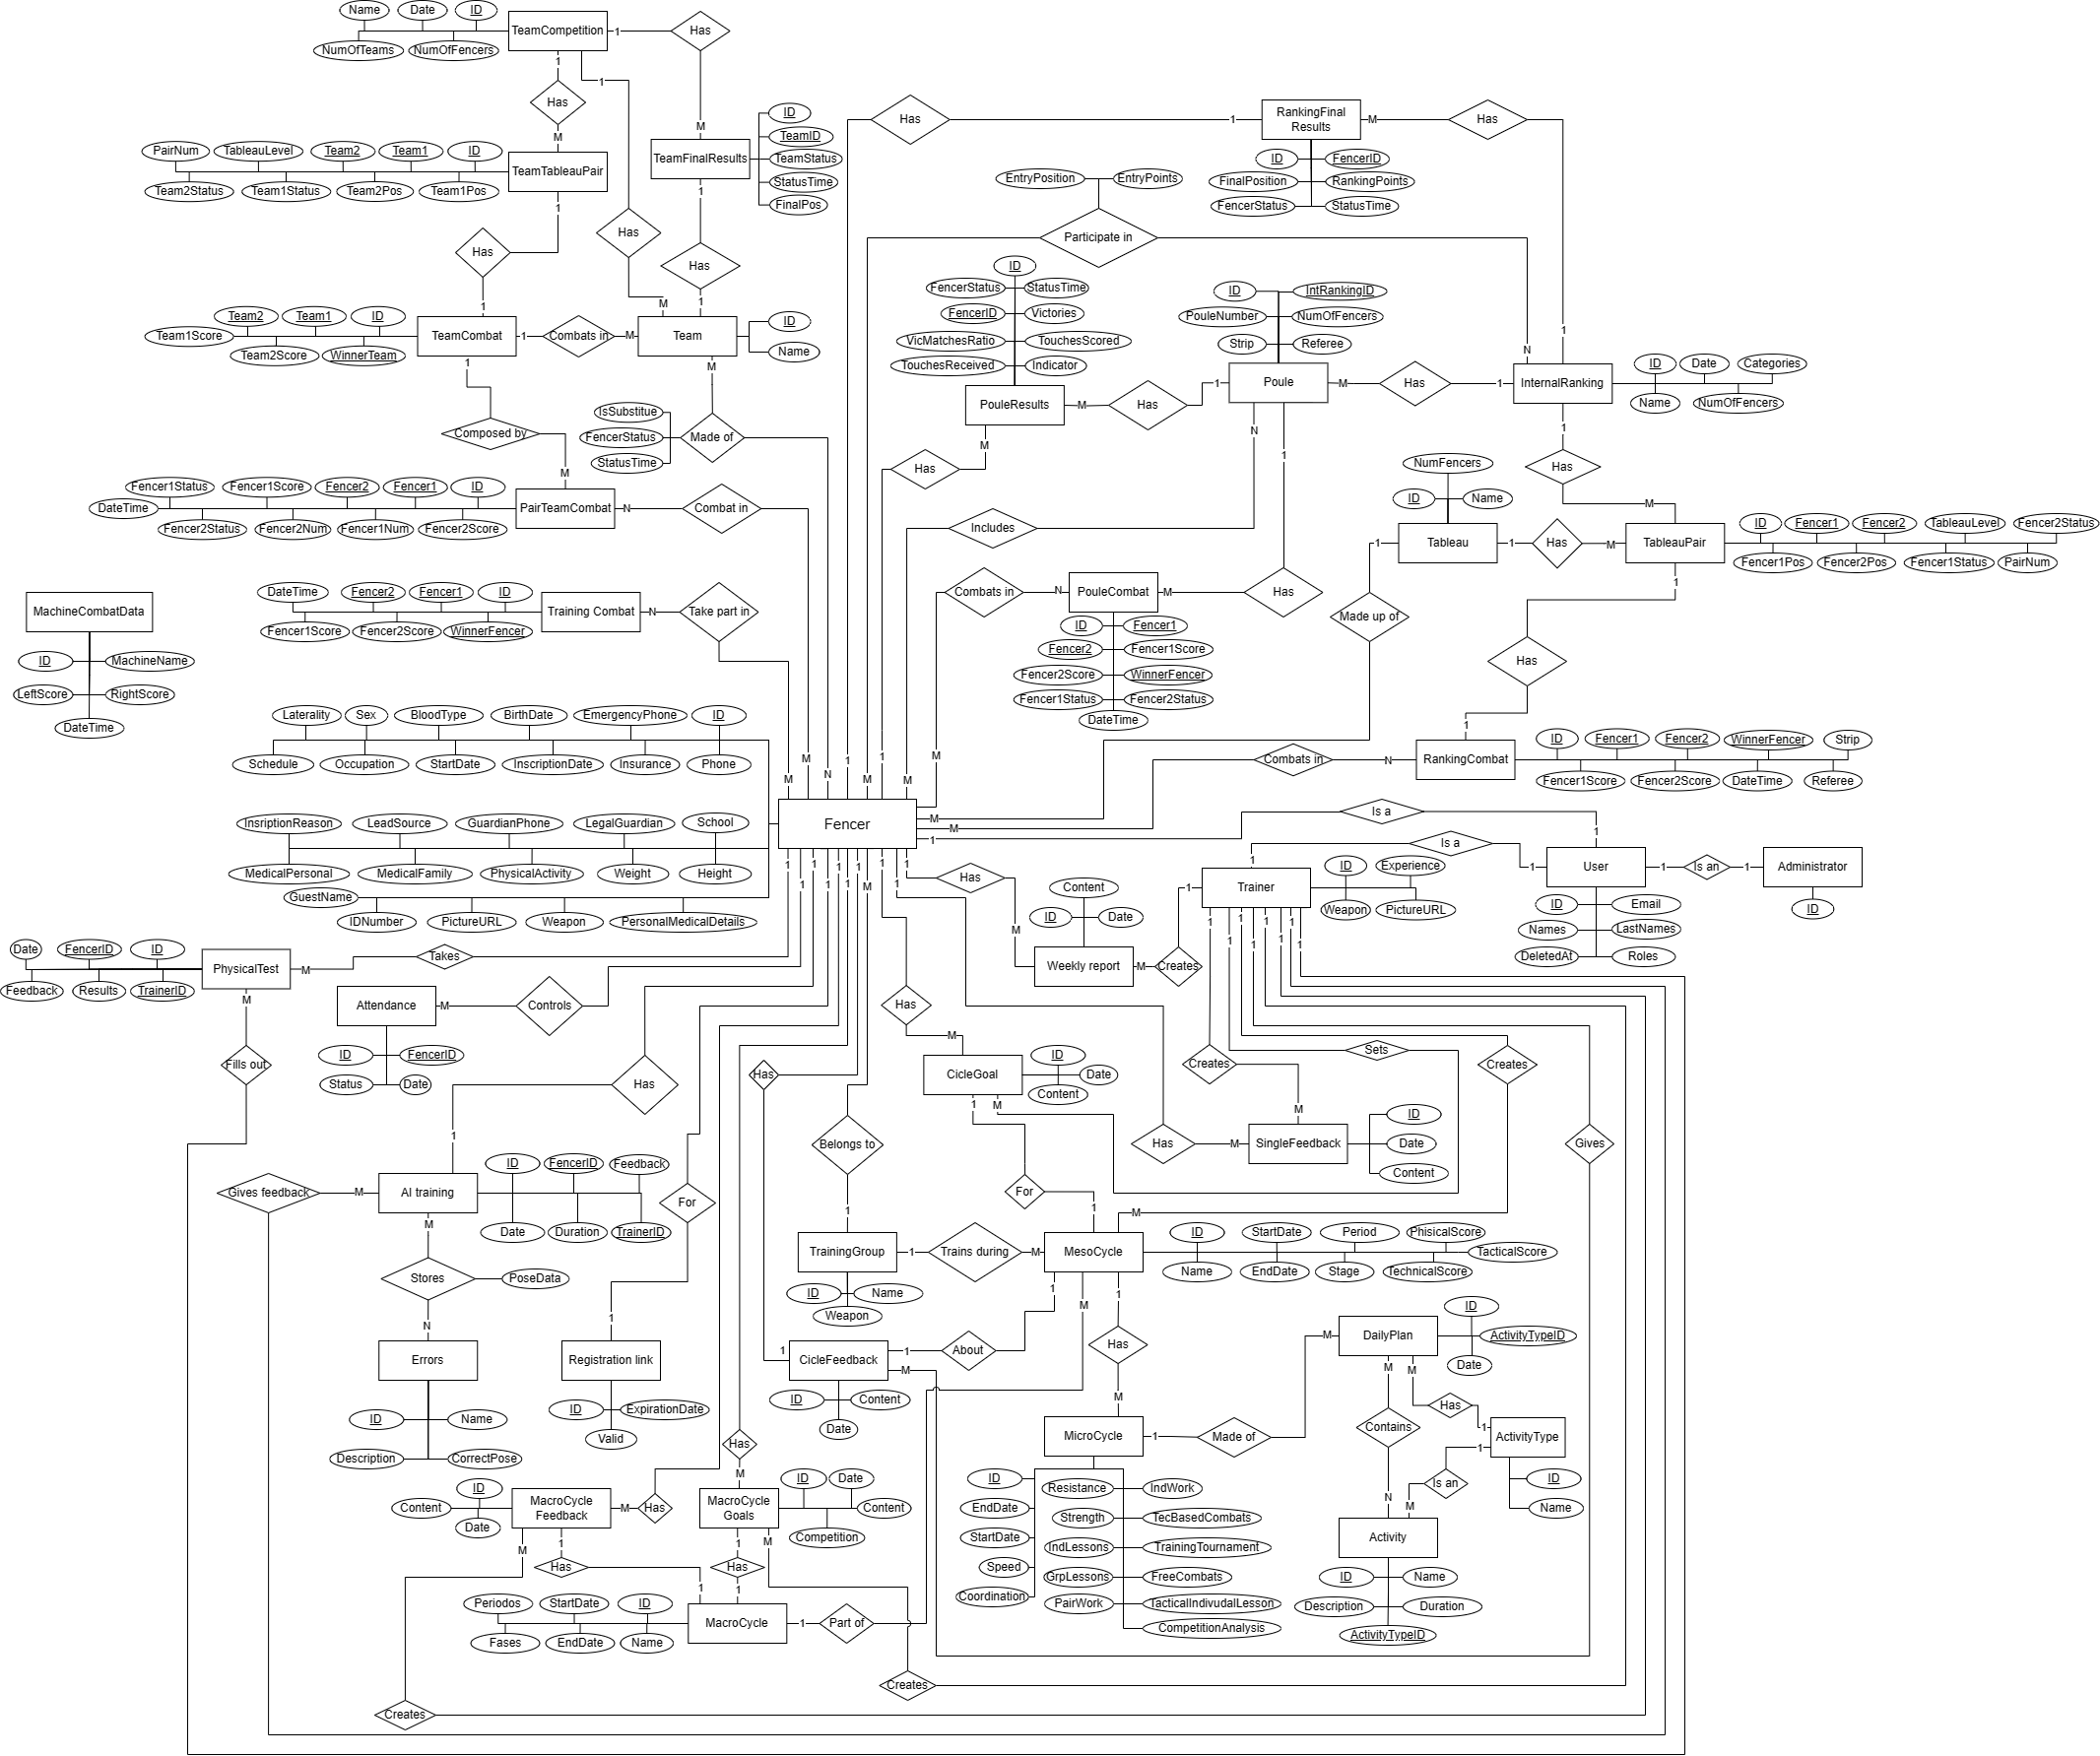 Name
Date
ID
NumOfTeams
NumOfFencers
TeamCompetition
1
Has
1
1
Has
M
M
PairNum
TableauLevel
Team2
Team1
ID
Team2Status
Team1Status
Team2Pos
Team1Pos
TeamTableauPair
1
Has
1
Has
M
TeamFinalResults
ID
TeamID
TeamStatus
StatusTime
FinalPos
1
Has
1
Team2
Team1
ID
Team1Score
Team2Score
WinnerTeam
TeamCombat
1
Combats in
M
Team
ID
Name
1
Composed by
M
M
Made of
IsSubstitue
FencerStatus
StatusTime
N
Fencer1Status
Fencer1Score
Fencer2
Fencer1
ID
DateTime
Fencer2Status
Fencer2Num
Fencer1Num
Fencer2Score
PairTeamCombat
N
Combat in
M
DateTime
Fencer2
Fencer1
ID
Fencer1Score
Fencer2Score
WinnerFencer
Training Combat
N
Take part in
M
MachineCombatData
ID
MachineName
LeftScore
RightScore
DateTime
Has
1
1
RankingFinal
Results
M
Has
1
ID
FencerID
FinalPosition
RankingPoints
FencerStatus
StatusTime
EntryPosition
EntryPoints
Participate in
M
N
ID
FencerStatus
StatusTime
FencerID
Victories
VicMatchesRatio
TouchesScored
TouchesReceived
Indicator
PouleResults
M
Has
1
M
Has
1
ID
IntRankingID
PouleNumber
NumOfFencers
Strip
Referee
Poule
M
Has
1
N
Includes
M
1
Has
M
InternalRanking
ID
Date
Categories
Name
NumOfFencers
1
Has
M
NumFencers
ID
Name
Tableau
1
Has
M
TableauPair
1
Made up of
M
ID
Fencer1
Fencer2
TableauLevel
Fencer2Status
Fencer1Pos
Fencer2Pos
Fencer1Status
PairNum
1
Has
1
Combats in
N
M
PouleCombat
ID
Fencer1
Fencer2
Fencer1Score
Fencer2Score
WinnerFencer
Fencer1Status
Fencer2Status
DateTime
M
Combats in
N
RankingCombat
ID
Fencer1
Fencer2
WinnerFencer
Strip
Fencer1Score
Fencer2Score
DateTime
Referee
Laterality
Sex
BloodType
BirthDate
EmergencyPhone
ID
Schedule
Occupation
StartDate
InscriptionDate
Insurance
Phone
Fencer
InsriptionReason
LeadSource
GuardianPhone
LegalGuardian
School
MedicalPersonal
MedicalFamily
PhysicalActivity
Weight
Height
GuestName
IDNumber
PictureURL
Weapon
PersonalMedicalDetails
1
Is a
1
1
Is a
1
User
1
Is an
1
Administrator
ID
ID
Email
Names
LastNames
DeletedAt
Roles
Trainer
ID
Experience
Weapon
PictureURL
1
Has
M
Content
ID
Date
Weekly report
M
Creates
1
Date
FencerID
ID
Feedback
Results
TrainerID
PhysicalTest
M
Takes
1
M
Fills out
1
Attendance
M
Controls
1
ID
FencerID
Status
Date
1
Has
1
Gives feedback
M
1
AI training
ID
FencerID
Feedback
Date
Duration
TrainerID
M
Stores
PoseData
N
Errors
ID
Name
Description
CorrectPose
1
For
1
Registration link
ID
ExpirationDate
Valid
1
Has
1
M
Belongs to
1
TrainingGroup
ID
Name
Weapon
1
Trains during
M
MesoCycle
1
Has
M
CicleGoal
ID
Date
Content
1
For
1
M
Sets
1
1
Creates
M
SingleFeedback
ID
Date
Content
1
Has
M
1
Creates
M
1
Gives
M
ID
StartDate
Period
PhisicalScore
TacticalScore
Name
EndDate
Stage
TechnicalScore
CicleFeedback
1
About
1
ID
Content
Date
1
Has
M
MicroCycle
1
Made of
M
ID
EndDate
StartDate
Speed
Coordination
Resistance
IndWork
Strength
TecBasedCombats
IndLessons
TrainingTournament
GrpLessons
FreeCombats
PairWork
TacticalIndivudalLesson
CompetitionAnalysis
DailyPlan
ID
ActivityTypeID
Date
M
Contains
N
M
Has
1
ActivityType
ID
Name
1
Is an
M
Activity
ID
Name
Description
Duration
ActivityTypeID
1
Has
M
ID
Content
Date
MacroCycle
Feedback
M
Has
1
MacroCycle
Goals
ID
Date
Content
Competition
1
Has
1
1
Has
1
M
Creates
1
M
Creates
1
Periodos
StartDate
ID
Fases
EndDate
Name
MacroCycle
1
Part of
M